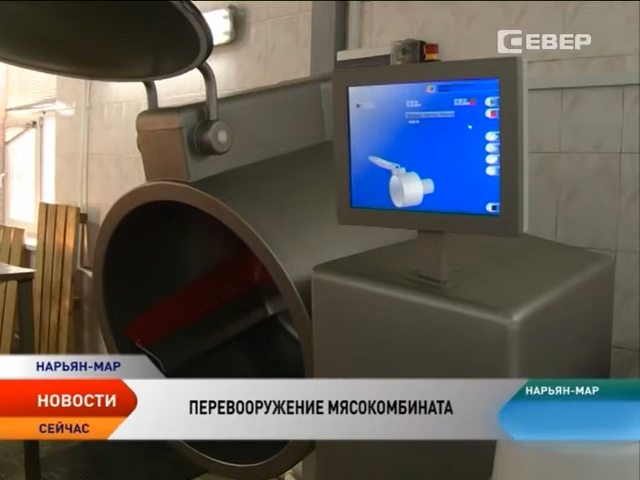 СЕВЕР
НАРЬЯН-МАР
НОВОСТИ
СЕЙЧАС
ПЕРЕВООРУЖЕНИЕ МЯСОКОМБИНАТА
НАРЬЯН-МАР